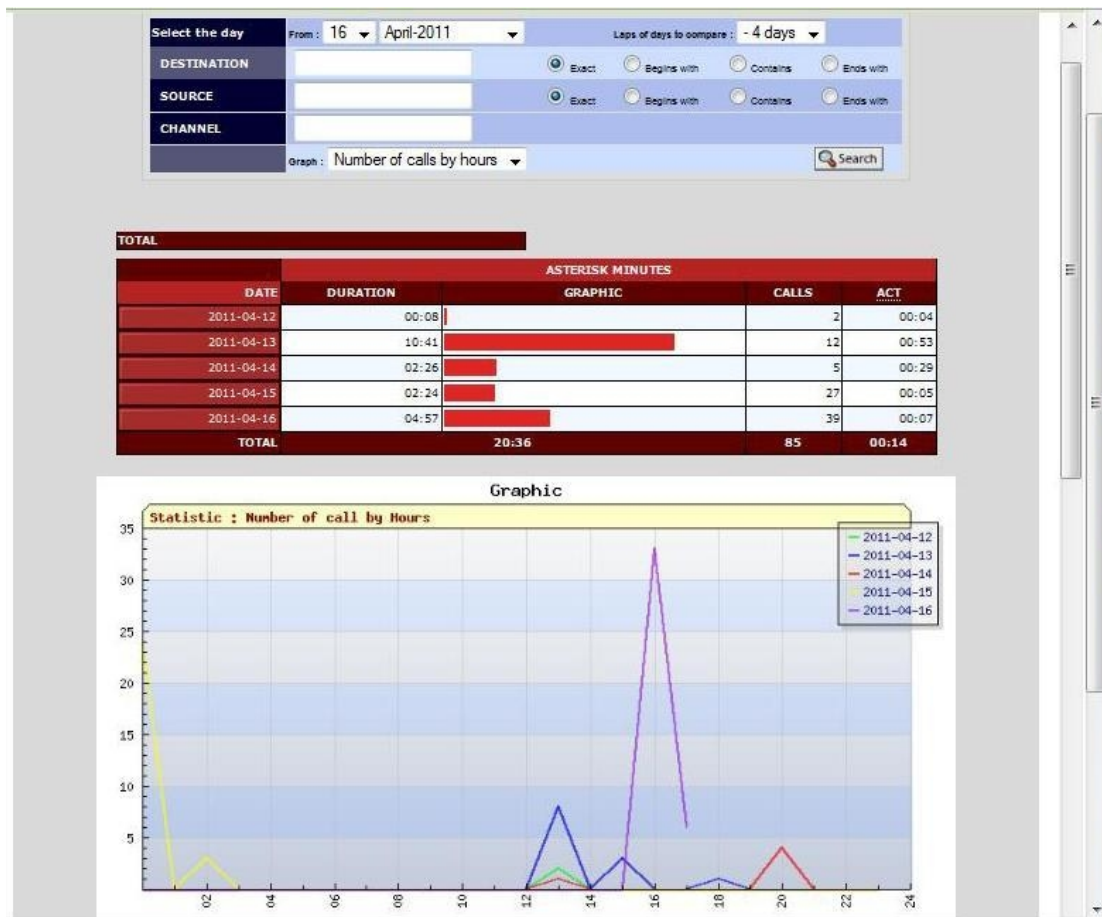 Select the day From : 16 April-2011 Laps of days to compare : - 4 days
DESTINATION Exact Begins with Contains Ends with
SOURCE Exact Begins with Contains Ends with
CHANNEL
Graph : Number of calls by hours Search
TOTAL
ASTERISK MINUTES
DATE DURATION GRAPHIC CALLS ACT
2011-04-12 00:08 2 00:04
2011-04-13 10:41 12 00:53
2011-04-14 02:26 5 00:29
2011-04-15 02:24 27 00:05
2011-04-16 04:57 39 00:07
TOTAL 20:36 85 00:14
Graphic
Statistic : Number of call by Hours
35
30
25
20
15
10
5
2011-04-12
2011-04-13
2011-04-14
2011-04-15
2011-04-16
02 04 06 08 10 12 14 16 18 20 22 24